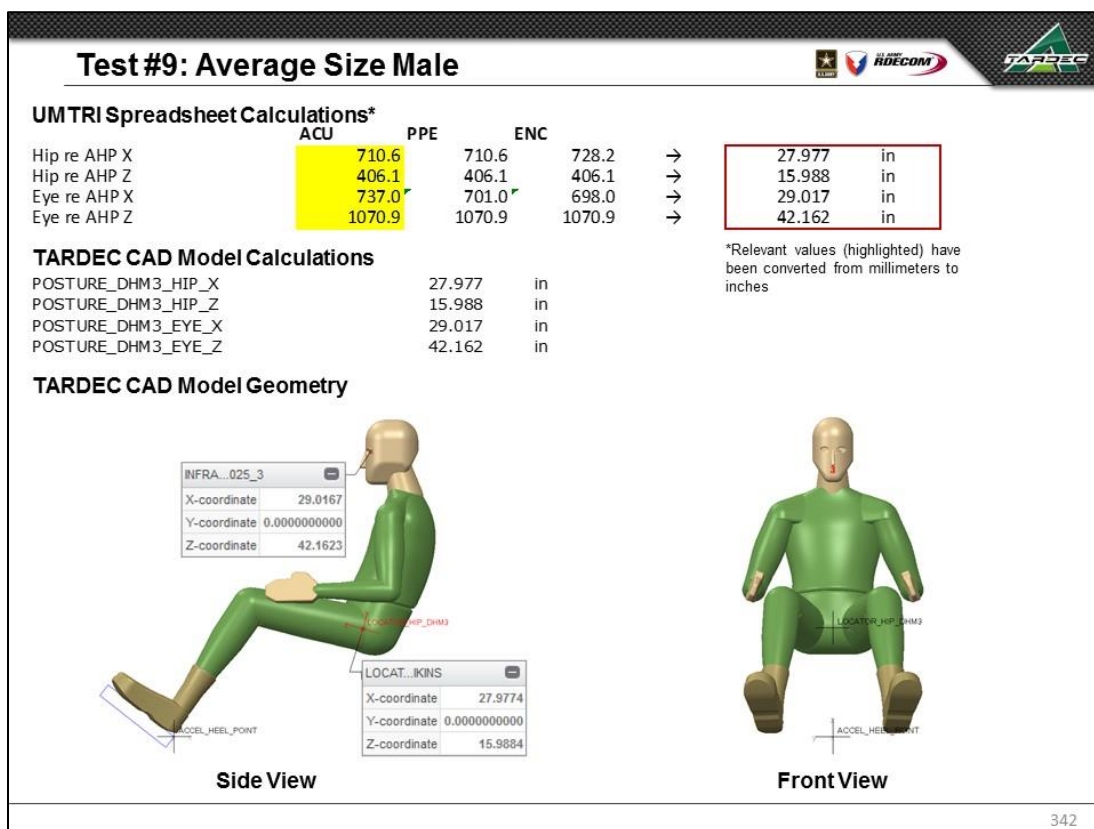 Test #9: Average Size Male
U.S. ARMY
U.S. ARMY
RDECOM
TARDEC
UMTRI Spreadsheet Calculations*
ACU PPE ENC
Hip re AHP X 710.6 710.6 728.2 → 27.977 in
Hip re AHP Z 406.1 406.1 406.1 → 15.988 in
Eye re AHP X 737.0 701.0 698.0 → 29.017 in
Eye re AHP Z 1070.9 1070.9 1070.9 → 42.162 in
*Relevant values (highlighted) have
been converted from millimeters to
inches
TARDEC CAD Model Calculations
POSTURE_DHM3_HIP_X 27.977 in
POSTURE_DHM3_HIP_Z 15.988 in
POSTURE_DHM3_EYE_X 29.017 in
POSTURE_DHM3_EYE_Z 42.162 in
TARDEC CAD Model Geometry
INFRA...025_3
X-coordinate 29.0167
Y-coordinate 0.0000000000
Z-coordinate 42.1623
LOCATOR_HIP_DHM3
LOCAT...IKINS
X-coordinate 27.9774
Y-coordinate 0.0000000000
Z-coordinate 15.9884
ACCEL_HEEL_POINT
3
LOCATOR_HIP_DHM3
ACCEL_HEEL_POINT
Side View
Front View
342